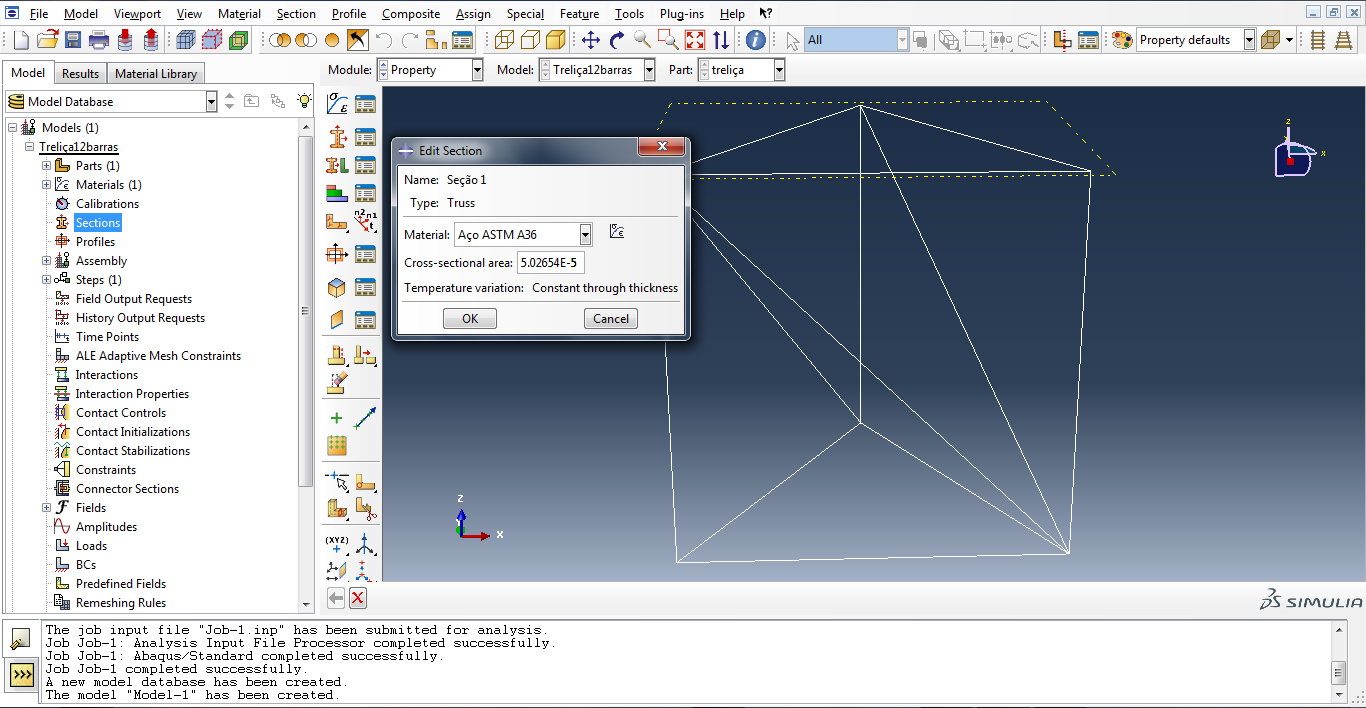 File Model Viewport View Material Section Profile Composite Assign Special Feature Tools Plug-ins Help
All Property defaults
Model Results Material Library Module: Property Model: Treliça12barras Part: treliça
Model Database
Models (1)
Treliça12barras
Parts (1)
Materials (1)
Calibrations
Sections
Profiles
Assembly
Steps (1)
Field Output Requests
History Output Requests
Time Points
ALE Adaptive Mesh Constraints
Interactions
Interaction Properties
Contact Controls
Contact Initializations
Contact Stabilizations
Constraints
Connector Sections
Fields
Amplitudes
Loads
BCs
Predefined Fields
Remeshing Rules
n2 n1
t
(XYZ)
Edit Section
Name: Seção 1
Type: Truss
Material: Aço ASTM A36
Cross-sectional area: 5.02654E-5
Temperature variation: Constant through thickness
OK Cancel
z
x
z
Y
x
SIMULIA
The job input file "Job-1.inp" has been submitted for analysis.
Job Job-1: Analysis Input File Processor completed successfully.
Job Job-1: Abaqus/Standard completed successfully.
Job Job-1 completed successfully.
A new model database has been created.
The model "Model-1" has been created.